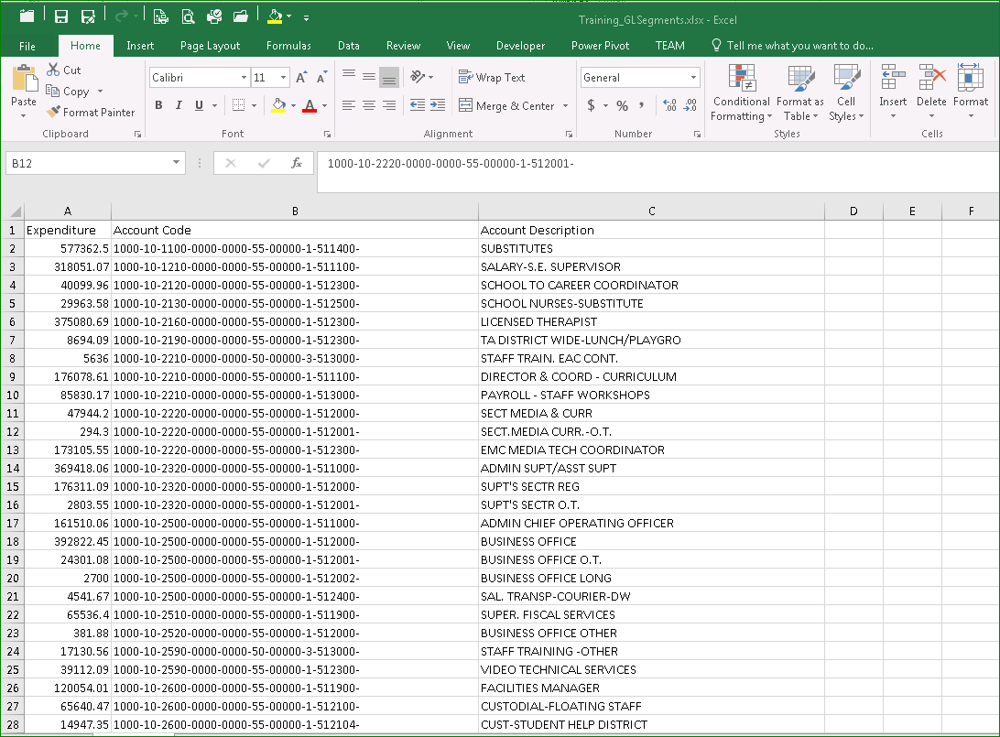 Training_GLSegments.xlsx - Excel
File Home Insert Page Layout Formulas Data Review View Developer Power Pivot TEAM Tell me what you want to do...
Cut Calibri 11 A A Wrap Text General
Paste Copy Conditional Format as Cell Insert Delete Format
Format Painter B I U A Merge & Center $ % , .00 .00 Formatting Table Styles
Clipboard Font Alignment Number Styles Cells
B12 fx 1000-10-2220-0000-0000-55-00000-1-512001-
A B C D E F
1 Expenditure Account Code Account Description
2 577362.5 1000-10-1100-0000-0000-55-00000-1-511400- SUBSTITUTES
3 318051.07 1000-10-1210-0000-0000-55-00000-1-511100- SALARY-S.E. SUPERVISOR
4 40099.96 1000-10-2120-0000-0000-55-00000-1-512300- SCHOOL TO CAREER COORDINATOR
5 29963.58 1000-10-2130-0000-0000-55-00000-1-512500- SCHOOL NURSES-SUBSTITUTE
6 375080.69 1000-10-2160-0000-0000-55-00000-1-512300- LICENSED THERAPIST
7 8694.09 1000-10-2190-0000-0000-55-00000-1-512300- TA DISTRICT WIDE-LUNCH/PLAYGRO
8 5636 1000-10-2210-0000-0000-50-00000-3-513000- STAFF TRAIN. EAC CONT.
9 176078.61 1000-10-2210-0000-0000-55-00000-1-511100- DIRECTOR & COORD - CURRICULUM
10 85830.17 1000-10-2210-0000-0000-55-00000-1-513000- PAYROLL - STAFF WORKSHOPS
11 47944.2 1000-10-2220-0000-0000-55-00000-1-512000- SECT MEDIA & CURR
12 294.3 1000-10-2220-0000-0000-55-00000-1-512001- SECT.MEDIA CURR.-O.T.
13 173105.55 1000-10-2220-0000-0000-55-00000-1-512300- EMC MEDIA TECH COORDINATOR
14 369418.06 1000-10-2320-0000-0000-55-00000-1-511000- ADMIN SUPT/ASST SUPT
15 176311.09 1000-10-2320-0000-0000-55-00000-1-512000- SUPT'S SECTR REG
16 2803.55 1000-10-2320-0000-0000-55-00000-1-512001- SUPT'S SECTR O.T.
17 161510.06 1000-10-2500-0000-0000-55-00000-1-511000- ADMIN CHIEF OPERATING OFFICER
18 392822.45 1000-10-2500-0000-0000-55-00000-1-512000- BUSINESS OFFICE
19 24301.08 1000-10-2500-0000-0000-55-00000-1-512001- BUSINESS OFFICE O.T.
20 2700 1000-10-2500-0000-0000-55-00000-1-512002- BUSINESS OFFICE LONG
21 4541.67 1000-10-2500-0000-0000-55-00000-1-512400- SAL. TRANSP-COURIER-DW
22 65536.4 1000-10-2510-0000-0000-55-00000-1-511900- SUPER. FISCAL SERVICES
23 381.88 1000-10-2520-0000-0000-55-00000-1-512000- BUSINESS OFFICE OTHER
24 17130.56 1000-10-2590-0000-0000-50-00000-3-513000- STAFF TRAINING -OTHER
25 39112.09 1000-10-2590-0000-0000-55-00000-1-512300- VIDEO TECHNICAL SERVICES
26 120054.01 1000-10-2600-0000-0000-55-00000-1-511900- FACILITIES MANAGER
27 65640.47 1000-10-2600-0000-0000-55-00000-1-512100- CUSTODIAL-FLOATING STAFF
28 14947.35 1000-10-2600-0000-0000-55-00000-1-512104- CUST-STUDENT HELP DISTRICT